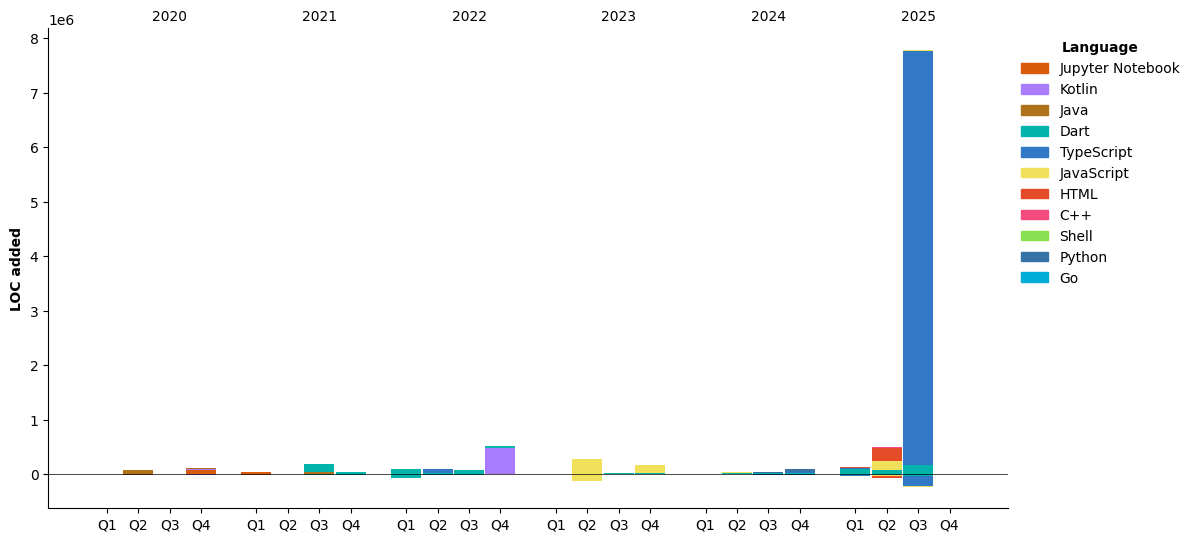 1e6
2020 2021 2022 2023 2024 2025
8
7
6
5
4
3
2
1
0
LOC added
Q1 Q2 Q3 Q4 Q1 Q2 Q3 Q4 Q1 Q2 Q3 Q4 Q1 Q2 Q3 Q4 Q1 Q2 Q3 Q4 Q1 Q2 Q3 Q4
Language
Jupyter Notebook
Kotlin
Java
Dart
TypeScript
JavaScript
HTML
C++
Shell
Python
Go